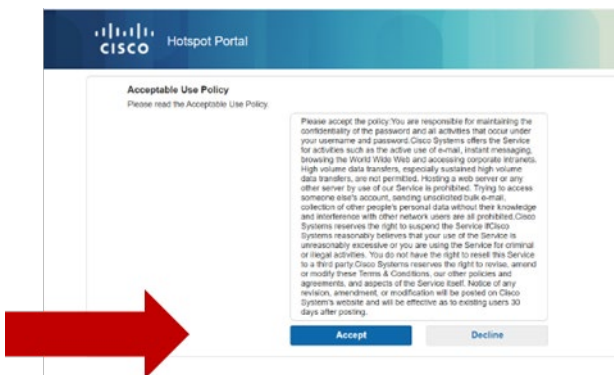 CISCO Hotspot Portal
Acceptable Use Policy
Please read the Acceptable Use Policy.
Please accept the policy:You are responsible for maintaining the
confidentiality of the password and all activities that occur under
your username and password.Cisco Systems offers the Service
for activities such as the active use of e-mail, instant messaging,
browsing the World Wide Web and accessing corporate intranets.
High volume data transfers, especially sustained high volume
data transfers, are not permitted. Hosting a web server or any
other server by use of our Service is prohibited. Trying to access
someone else's account, sending unsolicited bulk e-mail,
collection of other people's personal data without their knowledge
and interference with other network users are all prohibited.Cisco
Systems reserves the right to suspend the Service ifCisco
Systems reasonably believes that your use of the Service is
unreasonably excessive or you are using the Service for criminal
or illegal activities. You do not have the right to resell this Service
to a third party.Cisco Systems reserves the right to revise, amend
or modify these Terms & Conditions, our other policies and
agreements, and aspects of the Service itself. Notice of any
revision, amendment, or modification will be posted on Cisco
System's website and will be effective as to existing users 30
days after posting.
Accept Decline